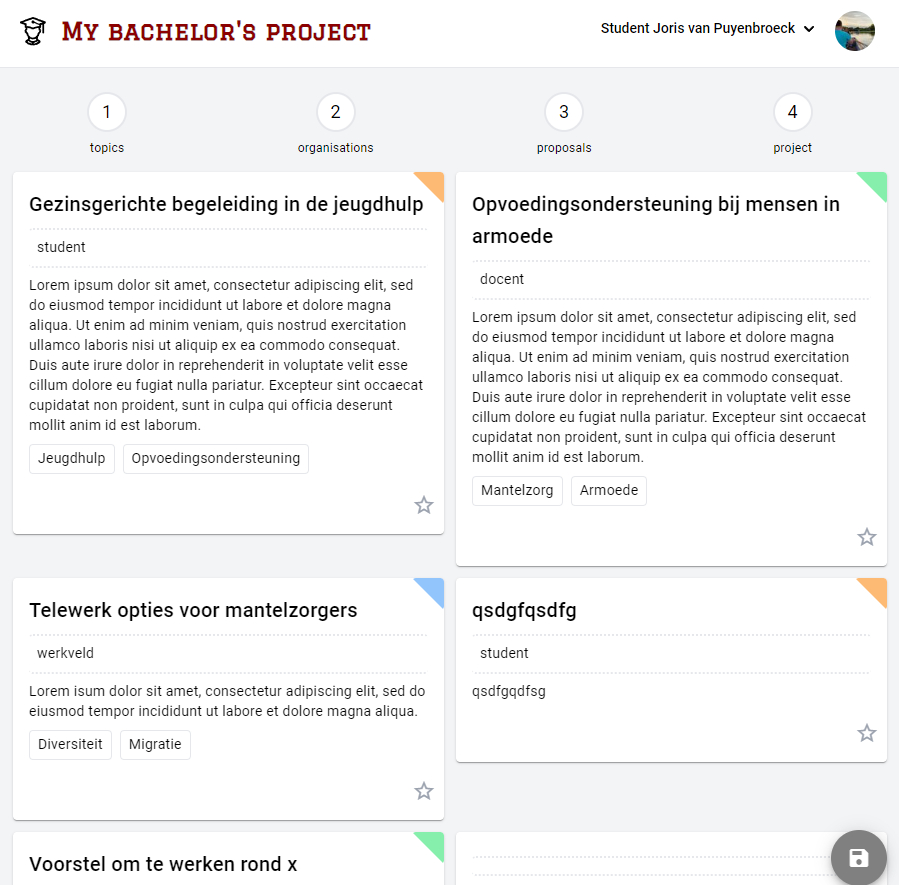 My bachelor's project
Student Joris van Puyenbroeck
1
2
3
4
topics
organisations
proposals
project
Gezinsgerichte begeleiding in de jeugdhulp
student
Lorem ipsum dolor sit amet, consectetur adipiscing elit, sed
do eiusmod tempor incididunt ut labore et dolore magna
aliqua. Ut enim ad minim veniam, quis nostrud exercitation
ullamco laboris nisi ut aliquip ex ea commodo consequat.
Duis aute irure dolor in reprehenderit in voluptate velit esse
cillum dolore eu fugiat nulla pariatur. Excepteur sint occaecat
cupidatat non proident, sunt in culpa qui officia deserunt
mollit anim id est laborum.
Jeugdhulp
Opvoedingsondersteuning
Opvoedingsondersteuning bij mensen in
armoede
docent
Lorem ipsum dolor sit amet, consectetur adipiscing elit, sed
do eiusmod tempor incididunt ut labore et dolore magna
aliqua. Ut enim ad minim veniam, quis nostrud exercitation
ullamco laboris nisi ut aliquip ex ea commodo consequat.
Duis aute irure dolor in reprehenderit in voluptate velit esse
cillum dolore eu fugiat nulla pariatur. Excepteur sint occaecat
cupidatat non proident, sunt in culpa qui officia deserunt
mollit anim id est laborum.
Mantelzorg
Armoede
Telewerk opties voor mantelzorgers
werkveld
Lorem isum dolor sit amet, consectetur adipiscing elit, sed do
eiusmod tempor incididunt ut labore et dolore magna aliqua.
Diversiteit
Migratie
qsdgfqsdfg
student
qsdfgqdfsg
Voorstel om te werken rond x